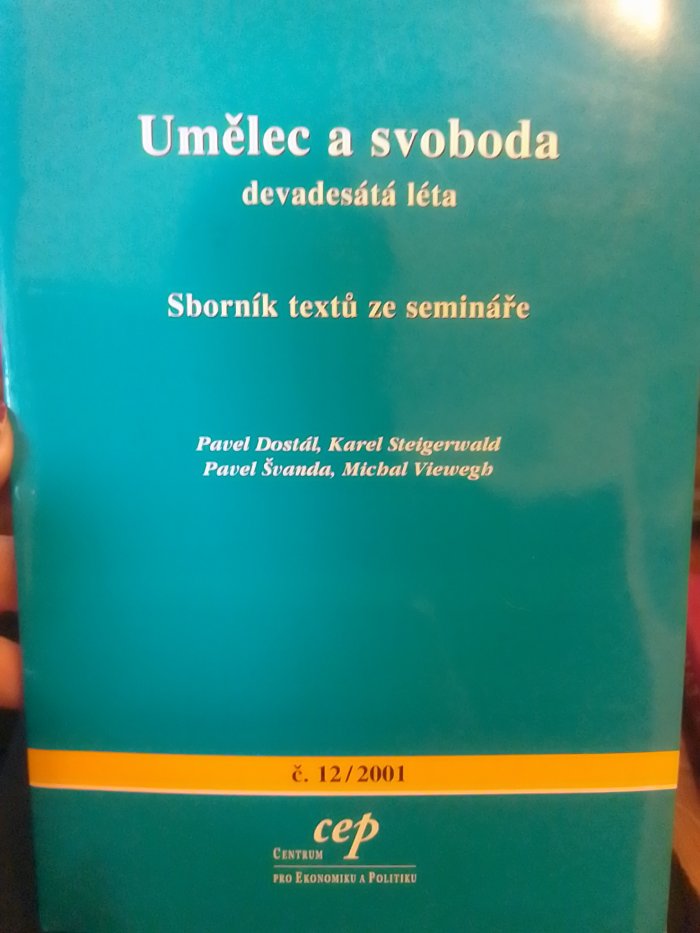 Umělec a svoboda
devadesátá léta
Sborník textů ze semináře
Pavel Dostál, Karel Steigerwald
Pavel Švanda, Michal Viewegh
č. 12/2001
cep
CENTRUM
PRO EKONOMIKU A POLITIKU